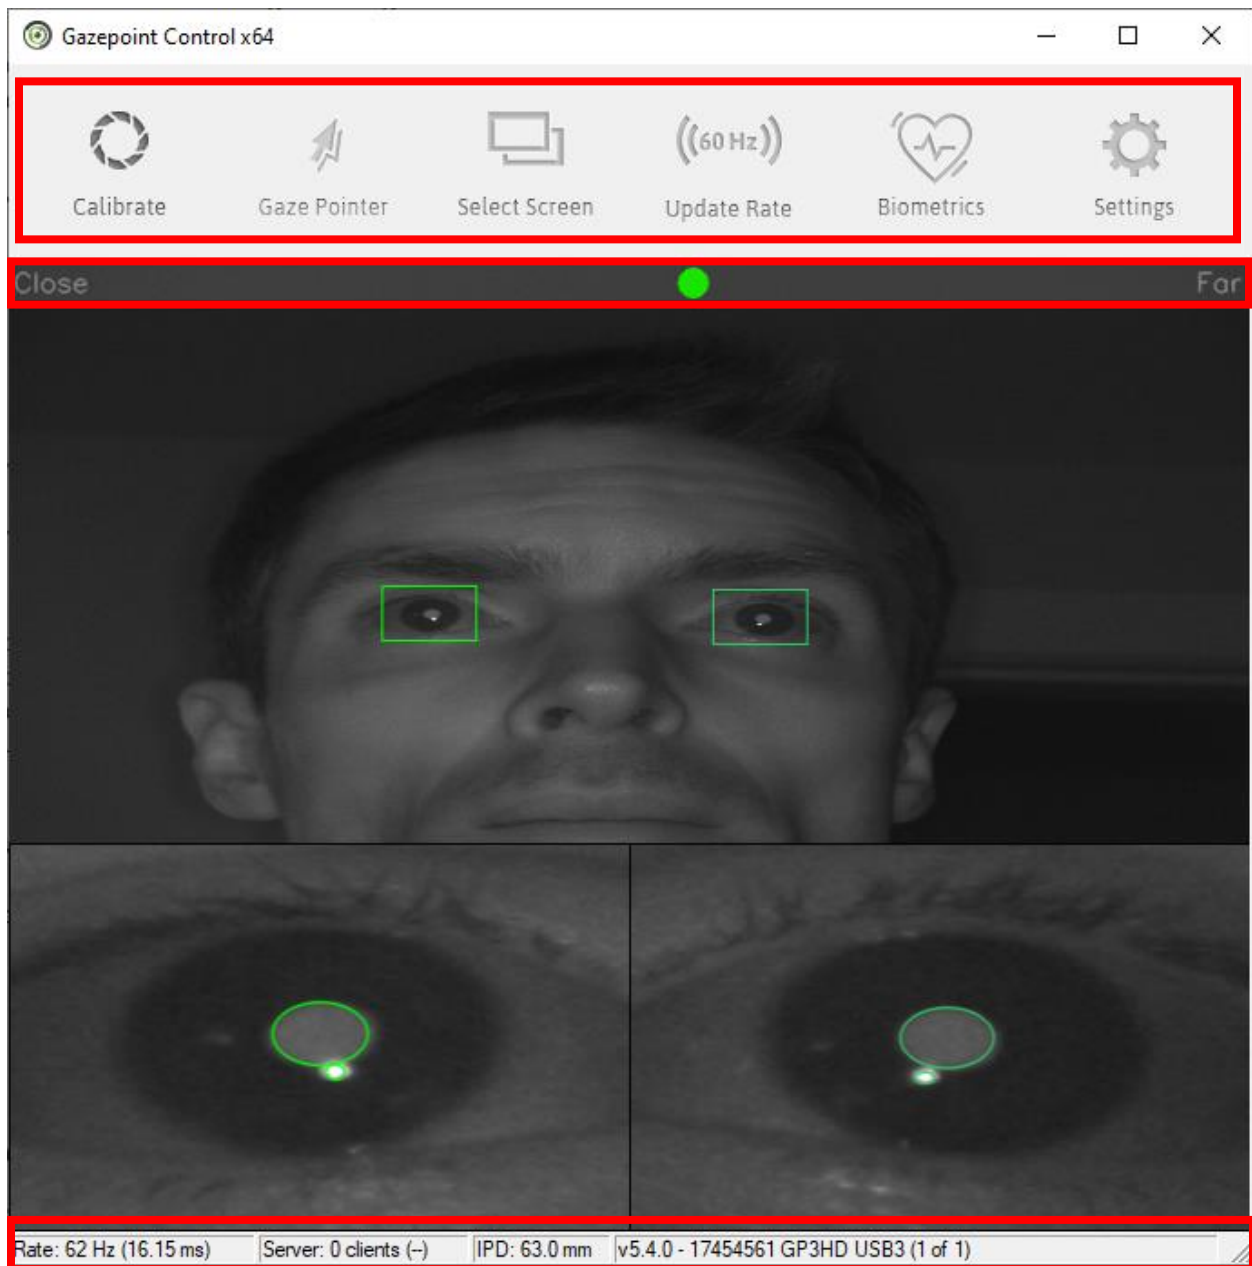 Gazepoint Control x64
((60 Hz))
Calibrate Gaze Pointer Select Screen Update Rate Biometrics Settings
Close Far
Rate: 62 Hz (16.15 ms) Server: 0 clients (--) IPD: 63.0 mm v5.4.0 - 17454561 GP3HD USB3 (1 of 1)